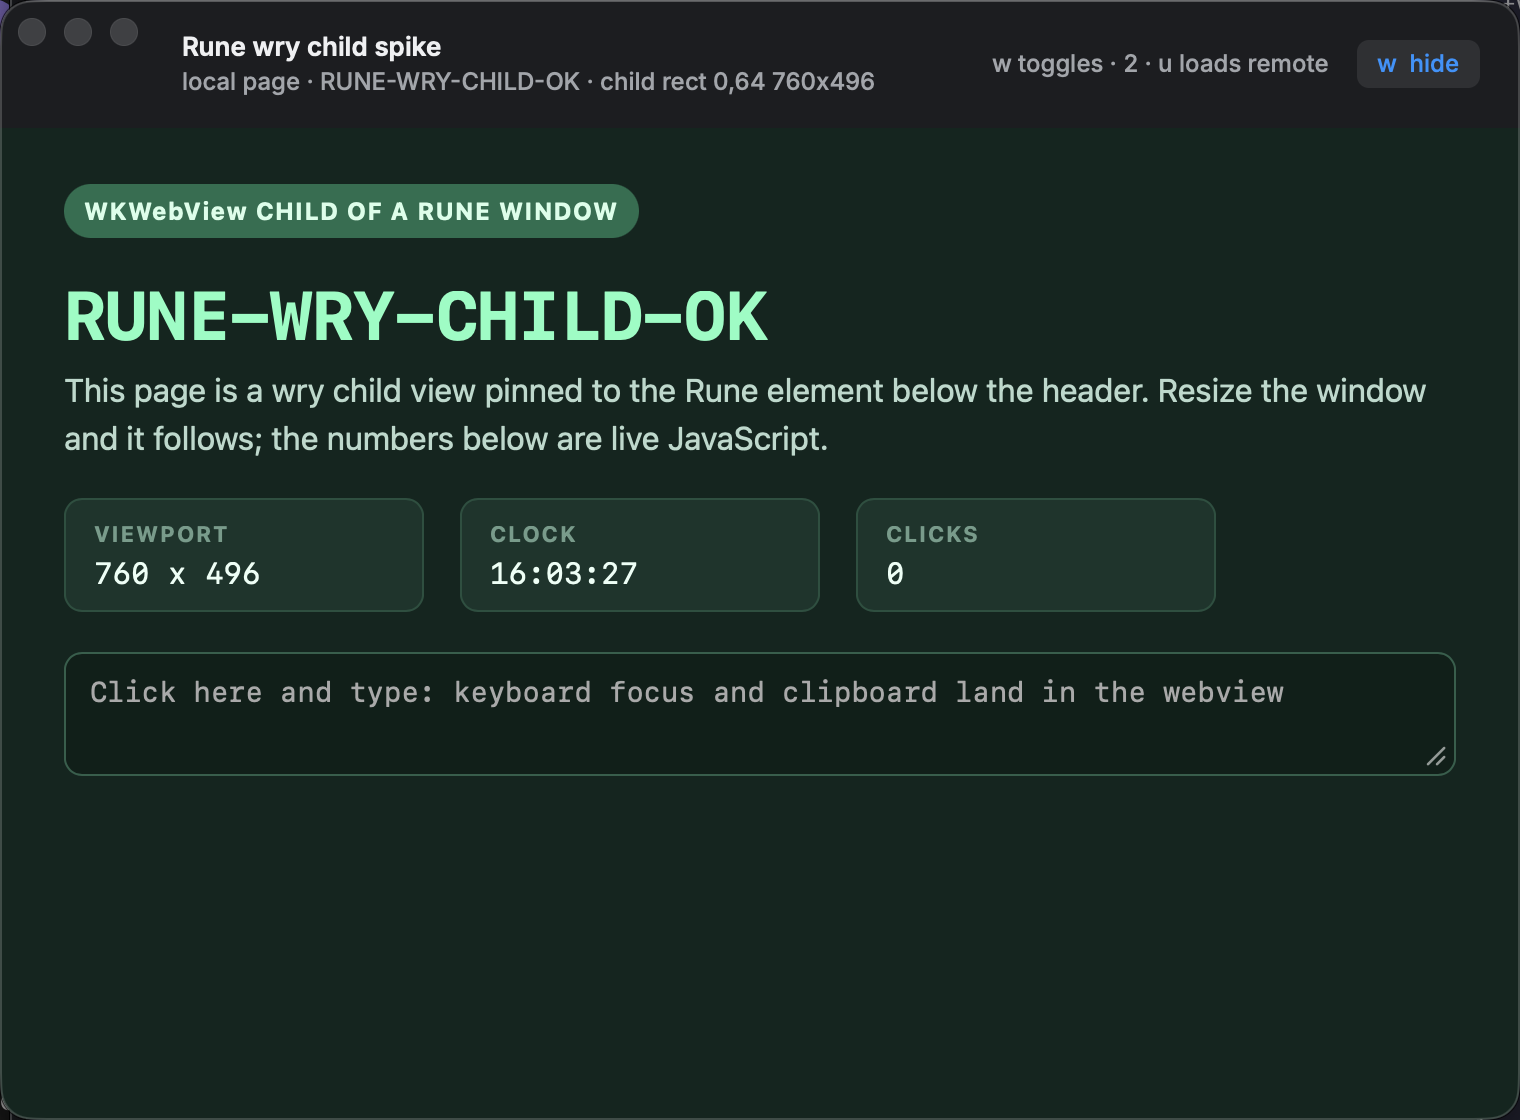 Rune wry child spike
local page · RUNE-WRY-CHILD-OK · child rect 0,64 760x496
w toggles · 2 · u loads remote
w hide
WKWebView CHILD OF A RUNE WINDOW
RUNE-WRY-CHILD-OK
This page is a wry child view pinned to the Rune element below the header. Resize the window
and it follows; the numbers below are live JavaScript.
VIEWPORT
760 x 496
CLOCK
16:03:27
CLICKS
0
Click here and type: keyboard focus and clipboard land in the webview